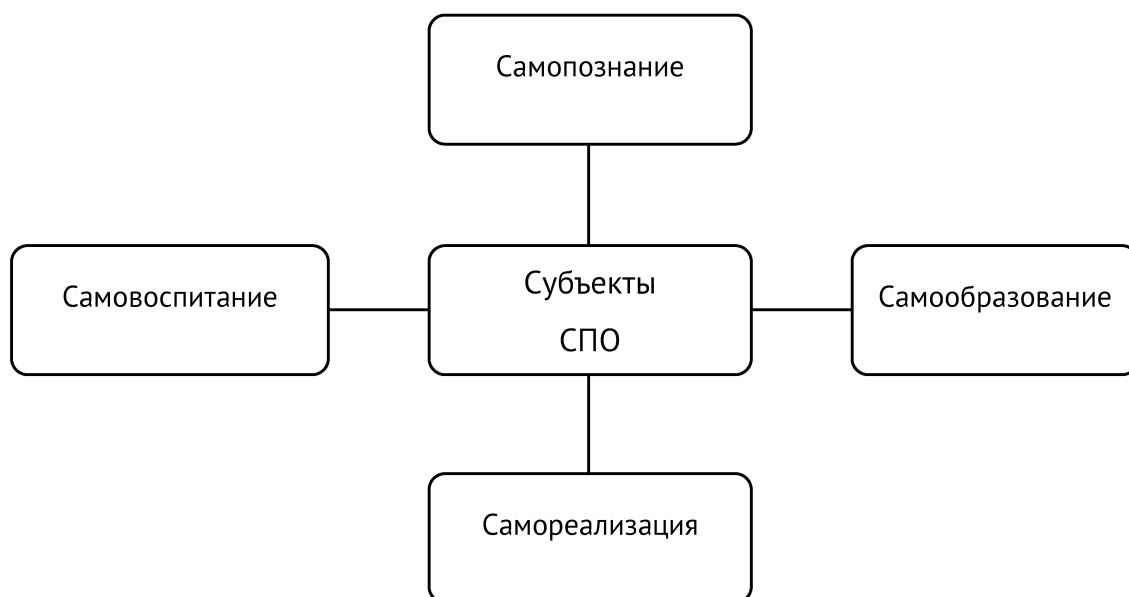 Самопознание
Самовоспитание
Субъекты
СПО
Самообразование
Самореализация